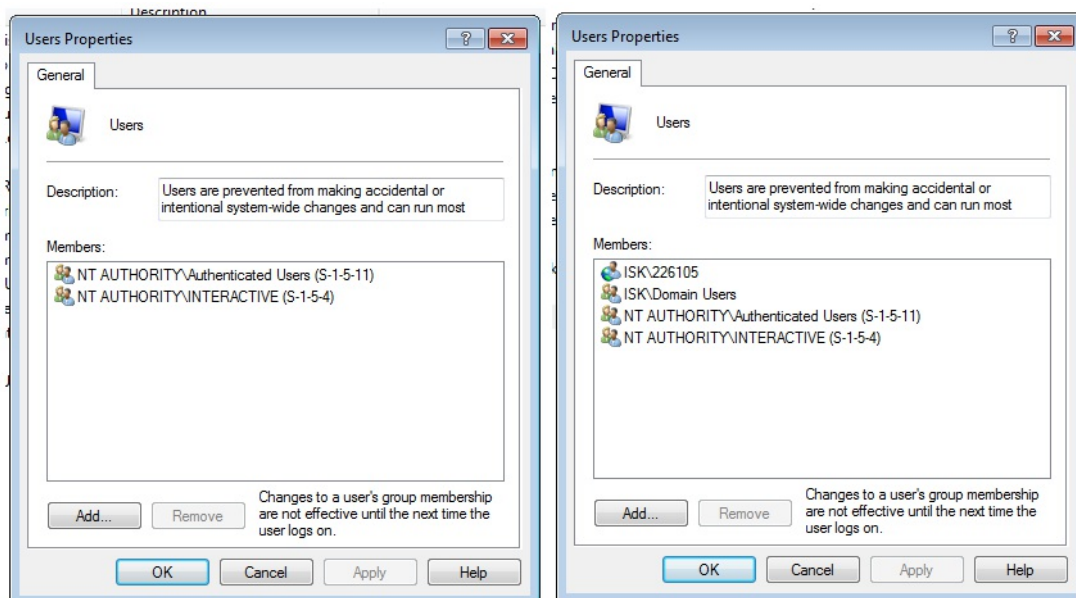 Description
Users Properties
General
Users
Description:
Users are prevented from making accidental or
intentional system-wide changes and can run most
Members:
NT AUTHORITY\Authenticated Users (S-1-5-11)
NT AUTHORITY\INTERACTIVE (S-1-5-4)
Add...
Remove
Changes to a user's group membership
are not effective until the next time the
user logs on.
OK
Cancel
Apply
Help
Users Properties
General
Users
Description:
Users are prevented from making accidental or
intentional system-wide changes and can run most
Members:
ISK\226105
ISK\Domain Users
NT AUTHORITY\Authenticated Users (S-1-5-11)
NT AUTHORITY\INTERACTIVE (S-1-5-4)
Add...
Remove
Changes to a user's group membership
are not effective until the next time the
user logs on.
OK
Cancel
Apply
Help